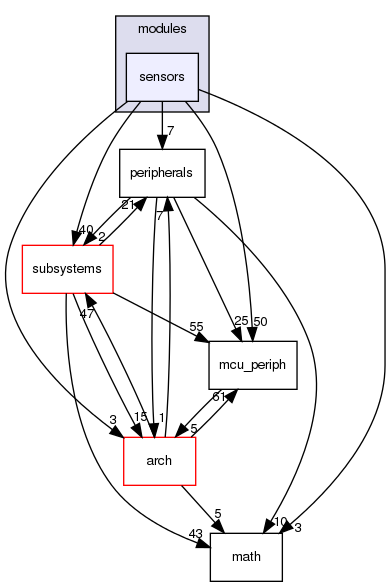 modules
sensors
7
peripherals
21
7
40
2
subsystems
25
50
47
55
mcu_periph
61
3
15
1
5
arch
5
10
3
43
math